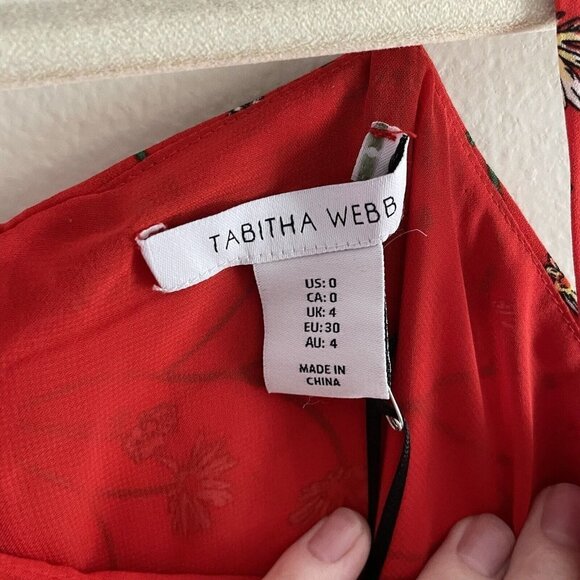 TABITHA WEBB
US: 0
CA: 0
UK: 4
EU: 30
AU: 4
MADE IN
CHINA